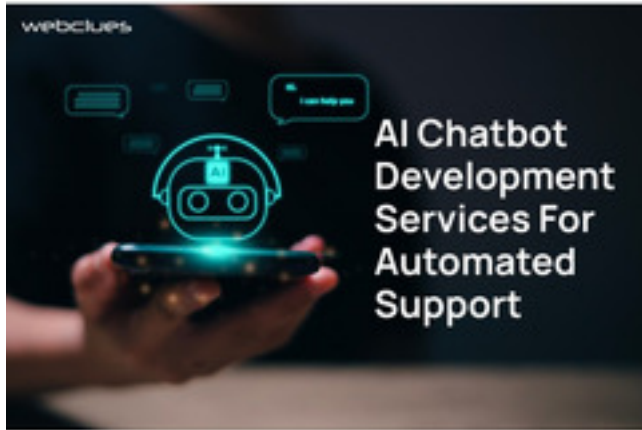 webclues
Hi,
I can help you
AI
AI Chatbot
Development
Services For
Automated
Support